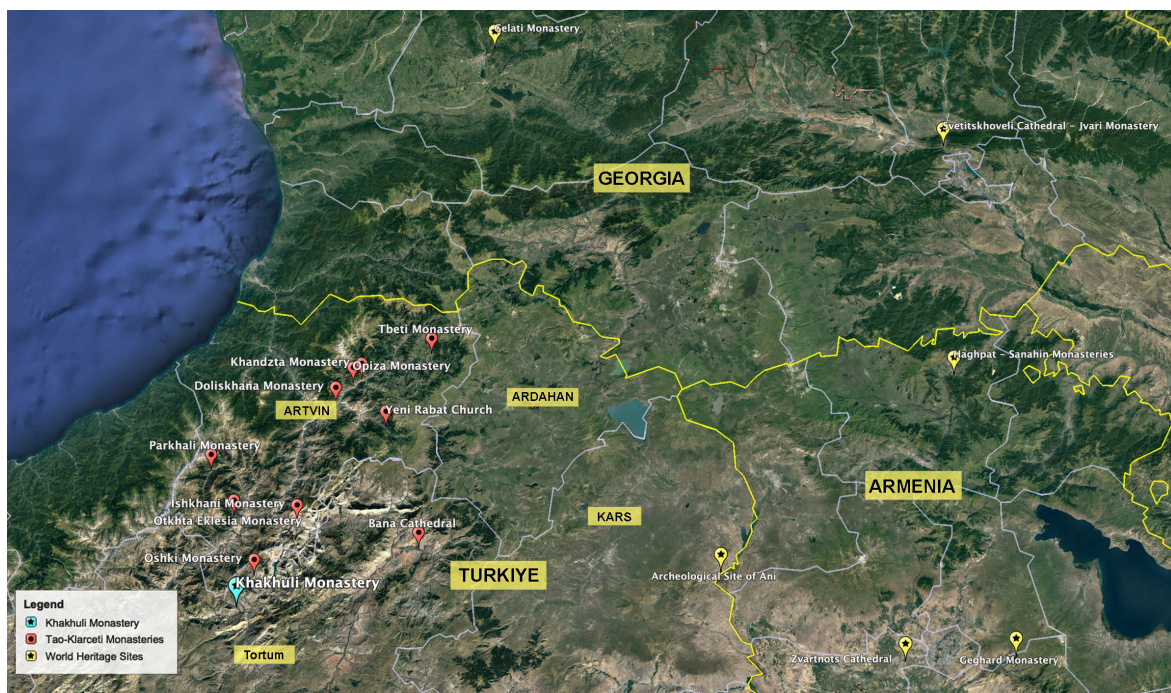 Gelati Monastery
Svetitskhoveli Cathedral - Jvari Monastery
GEORGIA
Tbeti Monastery
Khandzta Monastery
Opiza Monastery
Haghpat - Sanahin Monasteries
Doliskhana Monastery
ARTVIN
ARDAHAN
Yeni Rabat Church
Parkhali Monastery
ARMENIA
Ishkhani Monastery
Otkhta Eklesia Monastery
KARS
Bana Cathedral
Oshki Monastery
TURKIYE
Archeological Site of Ani
Khakhuli Monastery
Legend
Khakhuli Monastery
Tao-Klarceti Monasteries
World Heritage Sites
Tortum
Zvartnots Cathedral
Geghard Monastery